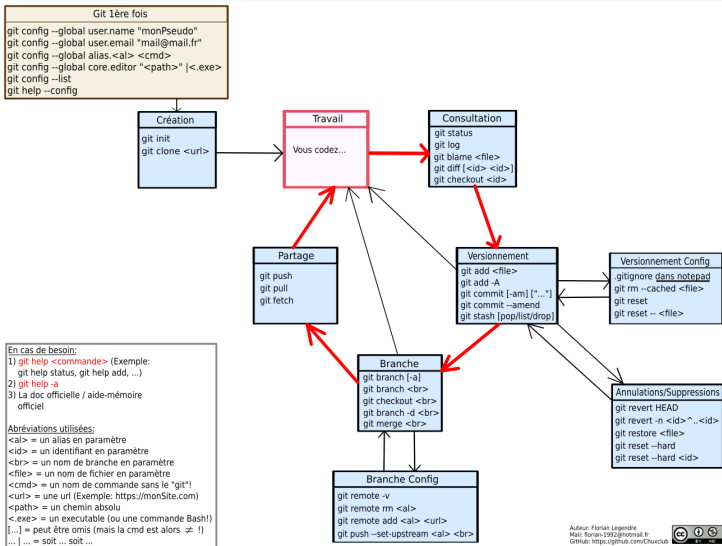 Git 1ère fois
git config --global user.name "monPseudo"
git config --global user.email "mail@mail.fr"
git config --global alias.<al> <cmd>
git config --global core.editor "<path>" |<.exe>
git config --list
git help --config
Création
git init
git clone <url>
Travail
Vous codez...
Consultation
git status
git log
git blame <file>
git diff [<id> <id>]
git checkout <id>
Partage
git push
git pull
git fetch
Versionnement
git add <file>
git add -A
git commit [-am] ["..."]
git commit --amend
git stash [pop/list/drop]
Versionnement Config
.gitignore dans notepad
git rm --cached <file>
git reset
git reset -- <file>
Branche
git branch [-a]
git branch <br>
git checkout <br>
git branch -d <br>
git merge <br>
Annulations/Suppressions
git revert HEAD
git revert -n <id>^..<id>
git restore <file>
git reset --hard
git reset --hard <id>
Branche Config
git remote -v
git remote rm <al>
git remote add <al> <url>
git push --set-upstream <al> <br>
En cas de besoin:
1) git help <commande> (Exemple:
git help status, git help add, ...)
2) git help -a
3) La doc officielle / aide-mémoire
officiel
Abréviations utilisées:
<al> = un alias en paramètre
<id> = un identifiant en paramètre
<br> = un nom de branche en paramètre
<file> = un nom de fichier en paramètre
<cmd> = un nom de commande sans le "git"!
<url> = une url (Exemple: https://monSite.com)
<path> = un chemin absolu
<.exe> = un executable (ou une commande Bash!)
[...] = peut être omis (mais la cmd est alors ≠ !)
... | ... = soit ... soit ...
Auteur: Florian Legendre
Mail: florian-1992@hotmail.fr
GitHub: https://github.com/Chuxclub
cc
BY NC